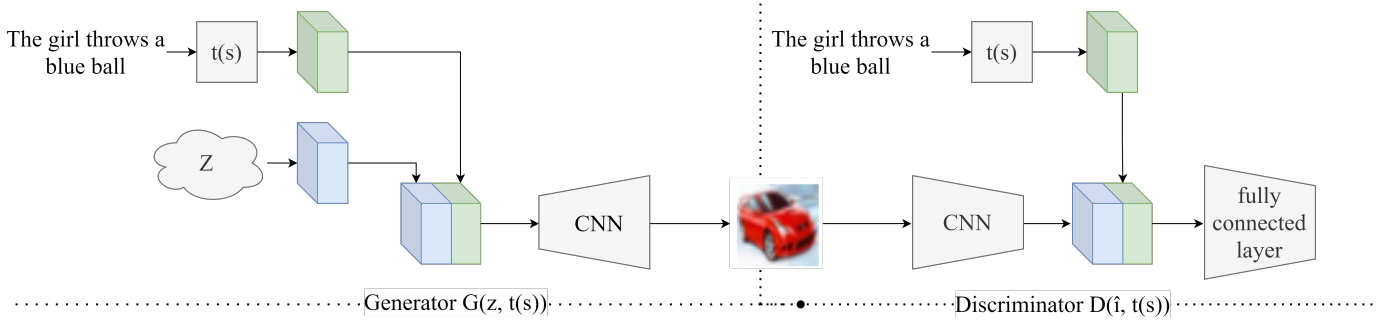 The girl throws a
blue ball
t(s)
Z
CNN
Generator G(z, t(s))
The girl throws a
blue ball
t(s)
CNN
fully
connected
layer
Discriminator D(î, t(s))